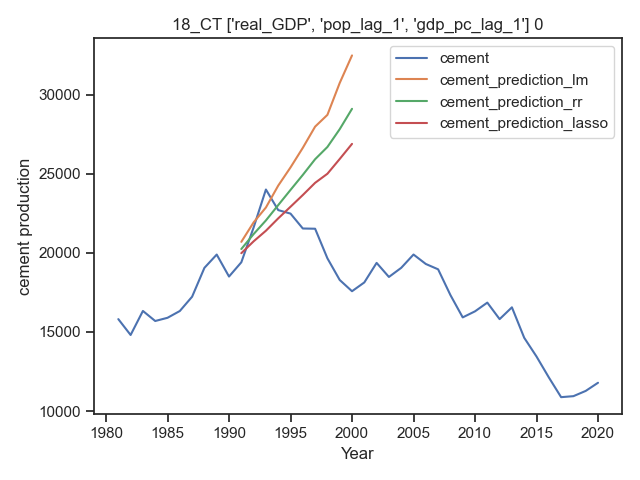 18_CT ['real_GDP', 'pop_lag_1', 'gdp_pc_lag_1'] 0
cement
cement_prediction_lm
cement_prediction_rr
cement_prediction_lasso
cement production
30000
25000
20000
15000
10000
1980 1985 1990 1995 2000 2005 2010 2015 2020
Year